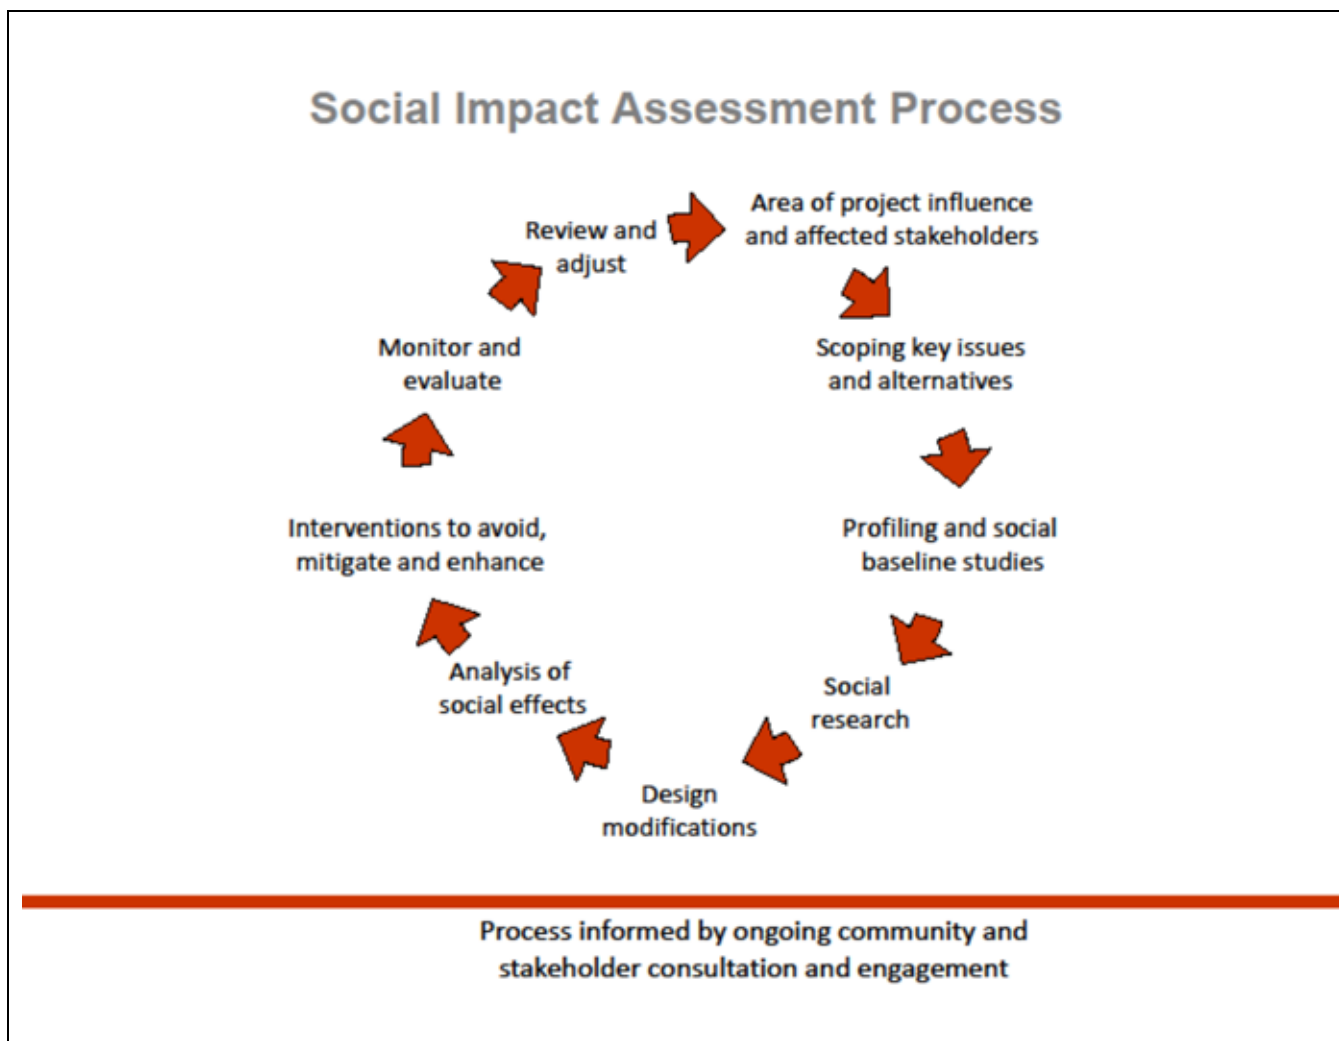 Social Impact Assessment Process
Area of project influence
and affected stakeholders
Scoping key issues
and alternatives
Profiling and social
baseline studies
Social
research
Design
modifications
Analysis of
social effects
Interventions to avoid,
mitigate and enhance
Monitor and
evaluate
Review and
adjust
Process informed by ongoing community and
stakeholder consultation and engagement